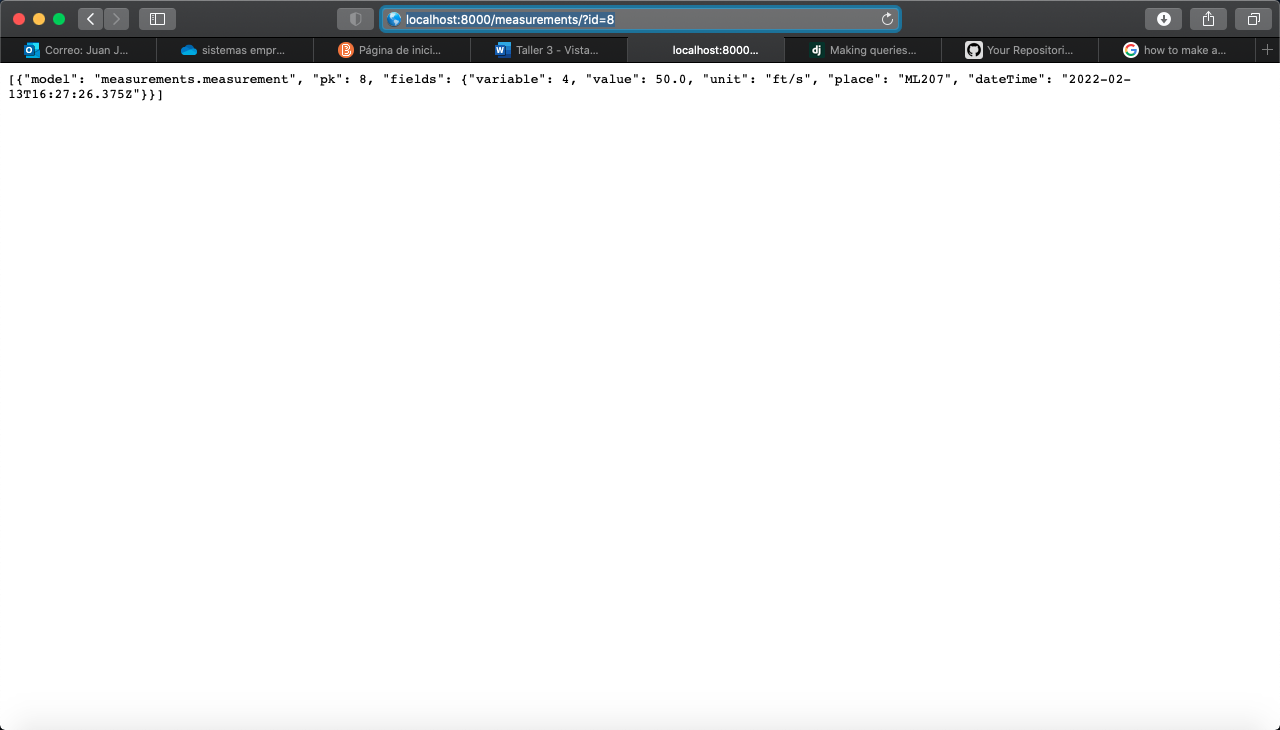 localhost:8000/measurements/?id=8
Correo: Juan J... sistemas empr... Página de inici... Taller 3 - Vista... localhost:8000... Making queries... Your Repositori... how to make a...
[{"model": "measurements.measurement", "pk": 8, "fields": {"variable": 4, "value": 50.0, "unit": "ft/s", "place": "ML207", "dateTime": "2022-02-
13T16:27:26.375Z"}}]